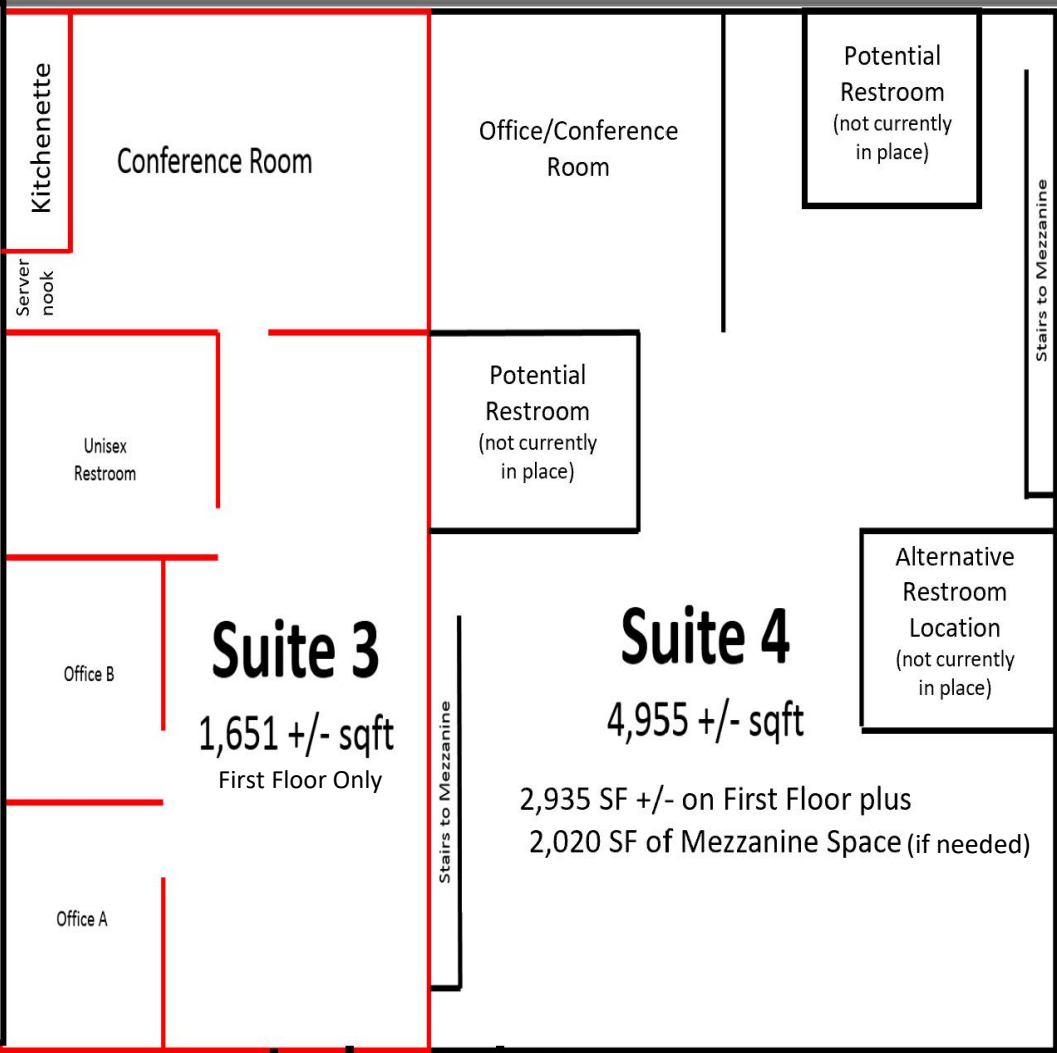 Kitchenette
Conference Room
Server
nook
Unisex
Restroom
Office B
Office A
Suite 3
1,651 +/- sqft
First Floor Only
Office/Conference
Room
Potential
Restroom
(not currently
in place)
Stairs to Mezzanine
Potential
Restroom
(not currently
in place)
Alternative
Restroom
Location
(not currently
in place)
Stairs to Mezzanine
Suite 4
4,955 +/- sqft
2,935 SF +/- on First Floor plus
2,020 SF of Mezzanine Space (if needed)